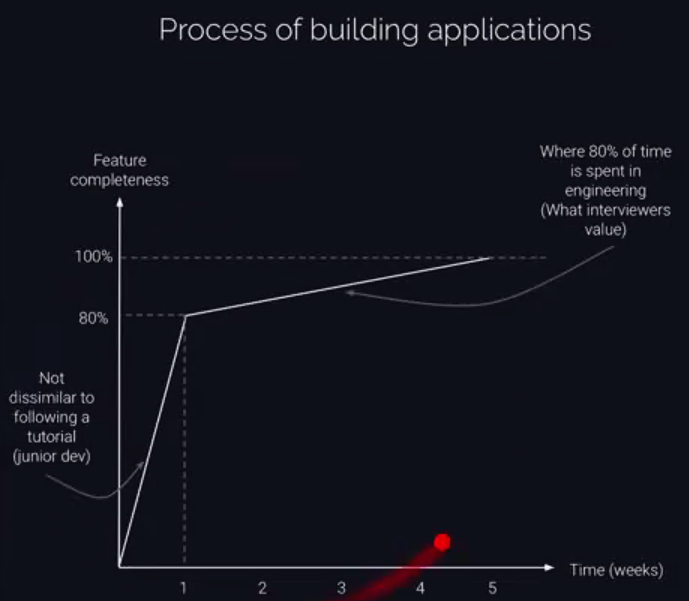 Process of building applications
Feature
completeness
Where 80% of time
is spent in
engineering
(What interviewers
value)
100%
80%
Not
dissimilar to
following a
tutorial
(junior dev)
1 2 3 4 5
Time (weeks)